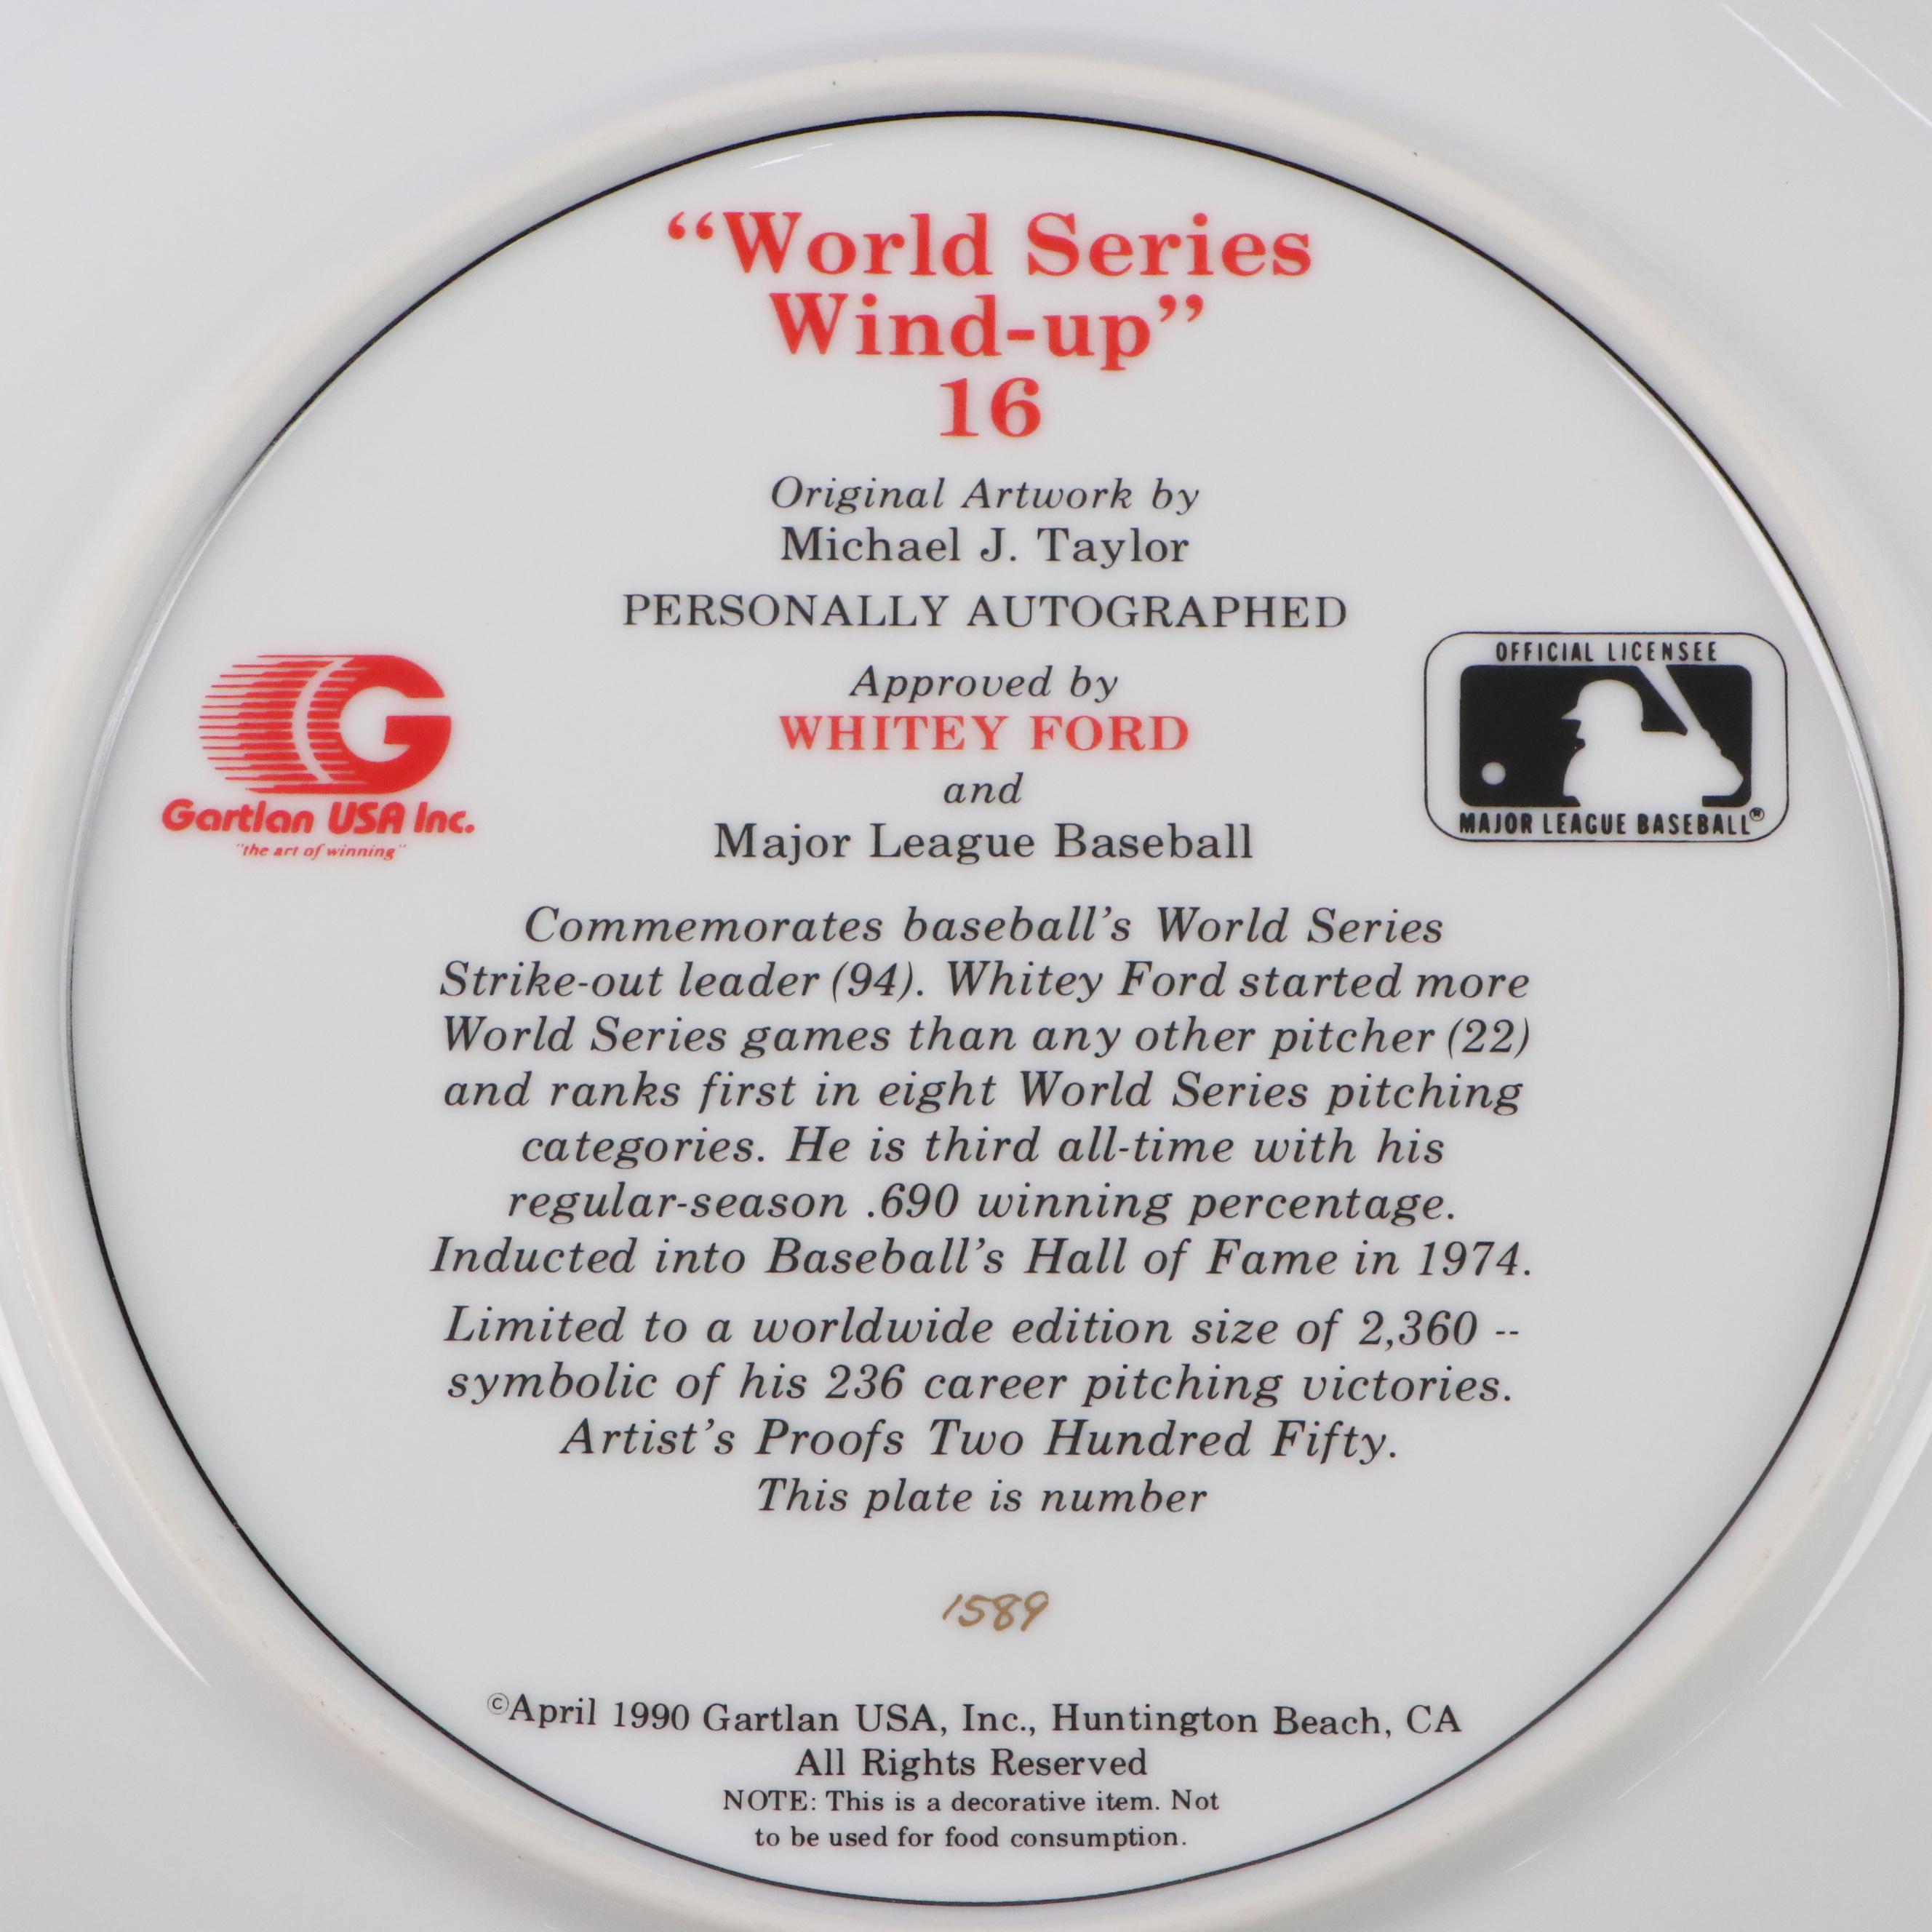 “World Series
Wind-up”
16
Original Artwork by
Michael J. Taylor
PERSONALLY AUTOGRAPHED
Approved by
WHITEY FORD
and
Major League Baseball
G
Gartlan USA Inc.
"the art of winning"
OFFICIAL LICENSEE
MAJOR LEAGUE BASEBALL®
Commemorates baseball’s World Series
Strike-out leader (94). Whitey Ford started more
World Series games than any other pitcher (22)
and ranks first in eight World Series pitching
categories. He is third all-time with his
regular-season .690 winning percentage.
Inducted into Baseball’s Hall of Fame in 1974.
Limited to a worldwide edition size of 2,360 --
symbolic of his 236 career pitching victories.
Artist’s Proofs Two Hundred Fifty.
This plate is number
1589
©April 1990 Gartlan USA, Inc., Huntington Beach, CA
All Rights Reserved
NOTE: This is a decorative item. Not
to be used for food consumption.